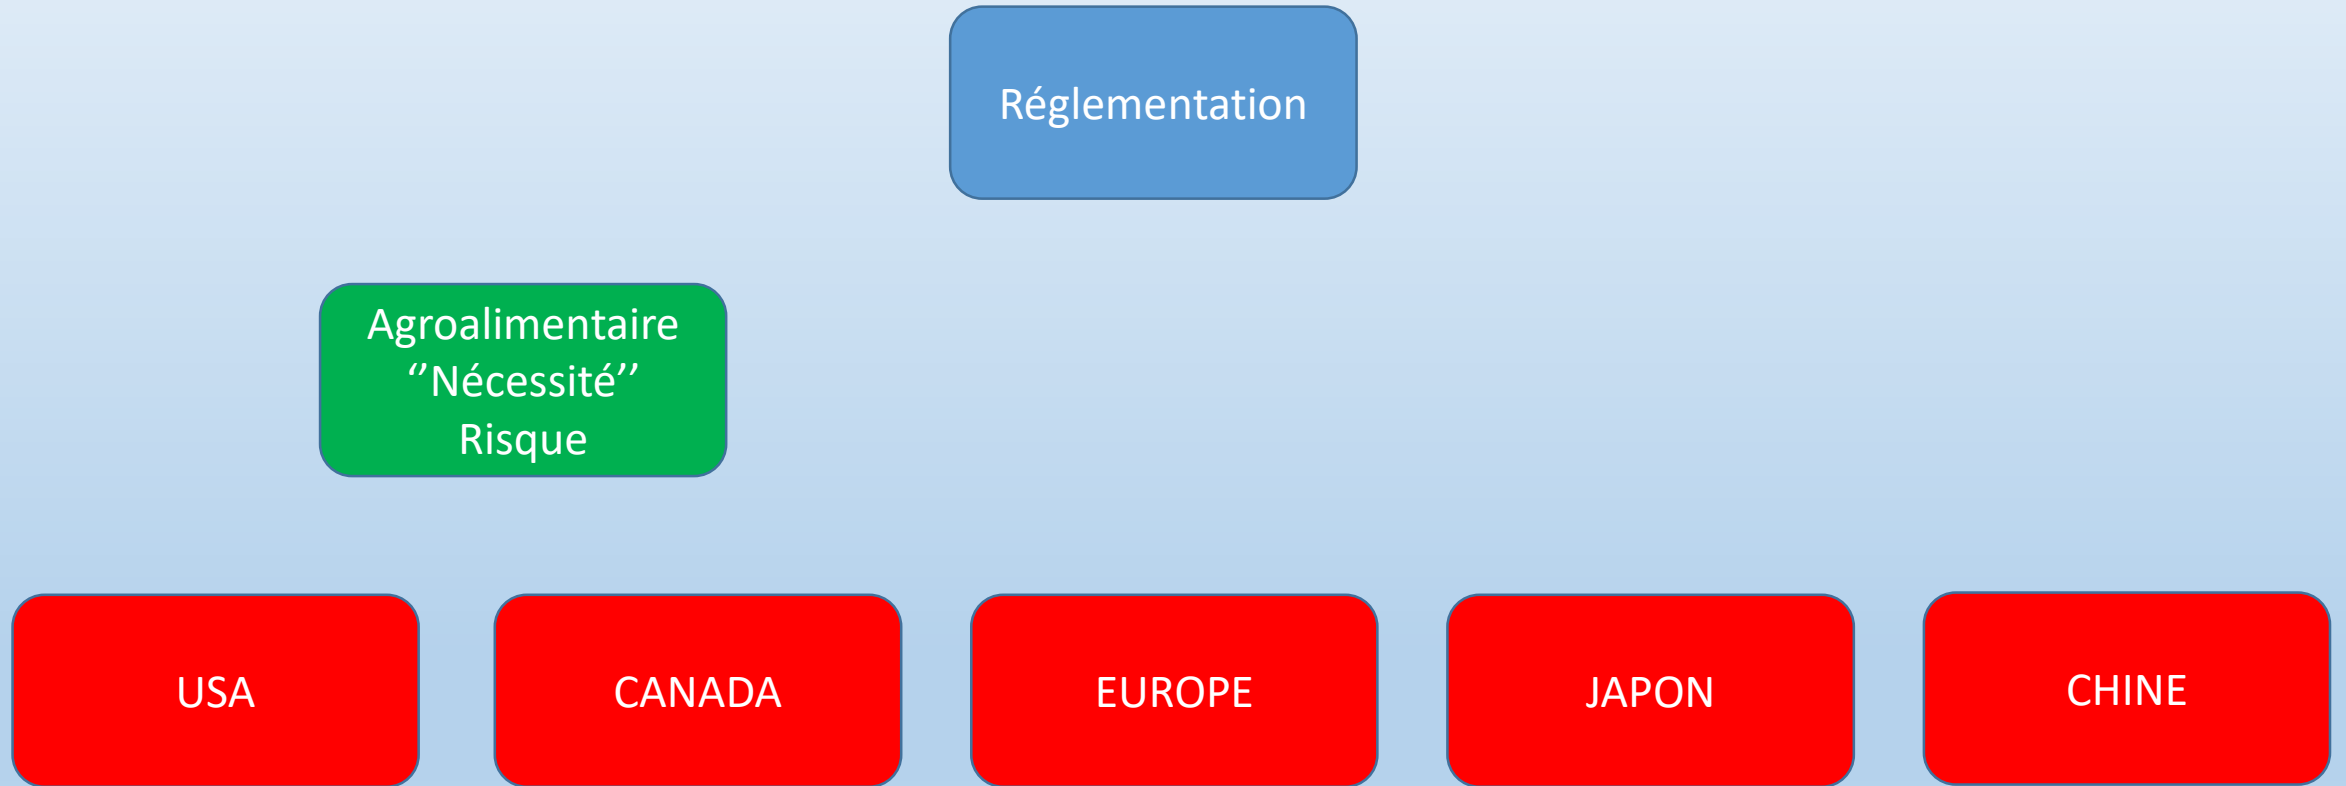 Réglementation
Agroalimentaire
‘’Nécessité’’
Risque
USA
CANADA
EUROPE
JAPON
CHINE